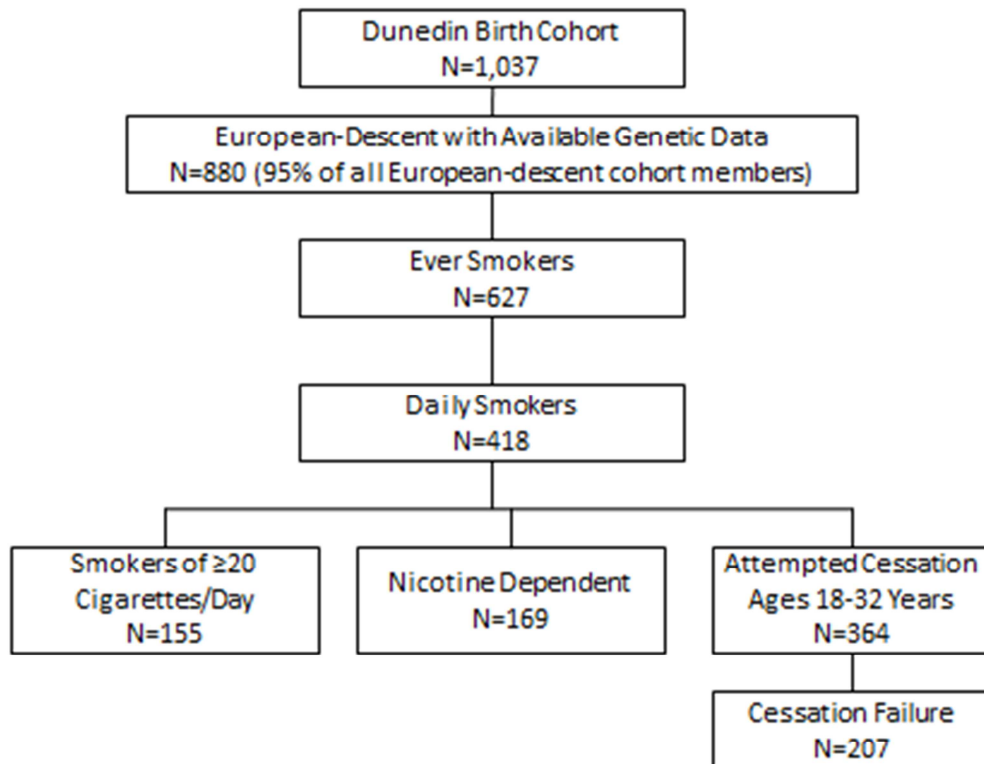 Dunedin Birth Cohort
N=1,037
European-Descent with Available Genetic Data
N=880 (95% of all European-descent cohort members)
Ever Smokers
N=627
Daily Smokers
N=418
Smokers of ≥20
Cigarettes/Day
N=155
Nicotine Dependent
N=169
Attempted Cessation
Ages 18-32 Years
N=364
Cessation Failure
N=207